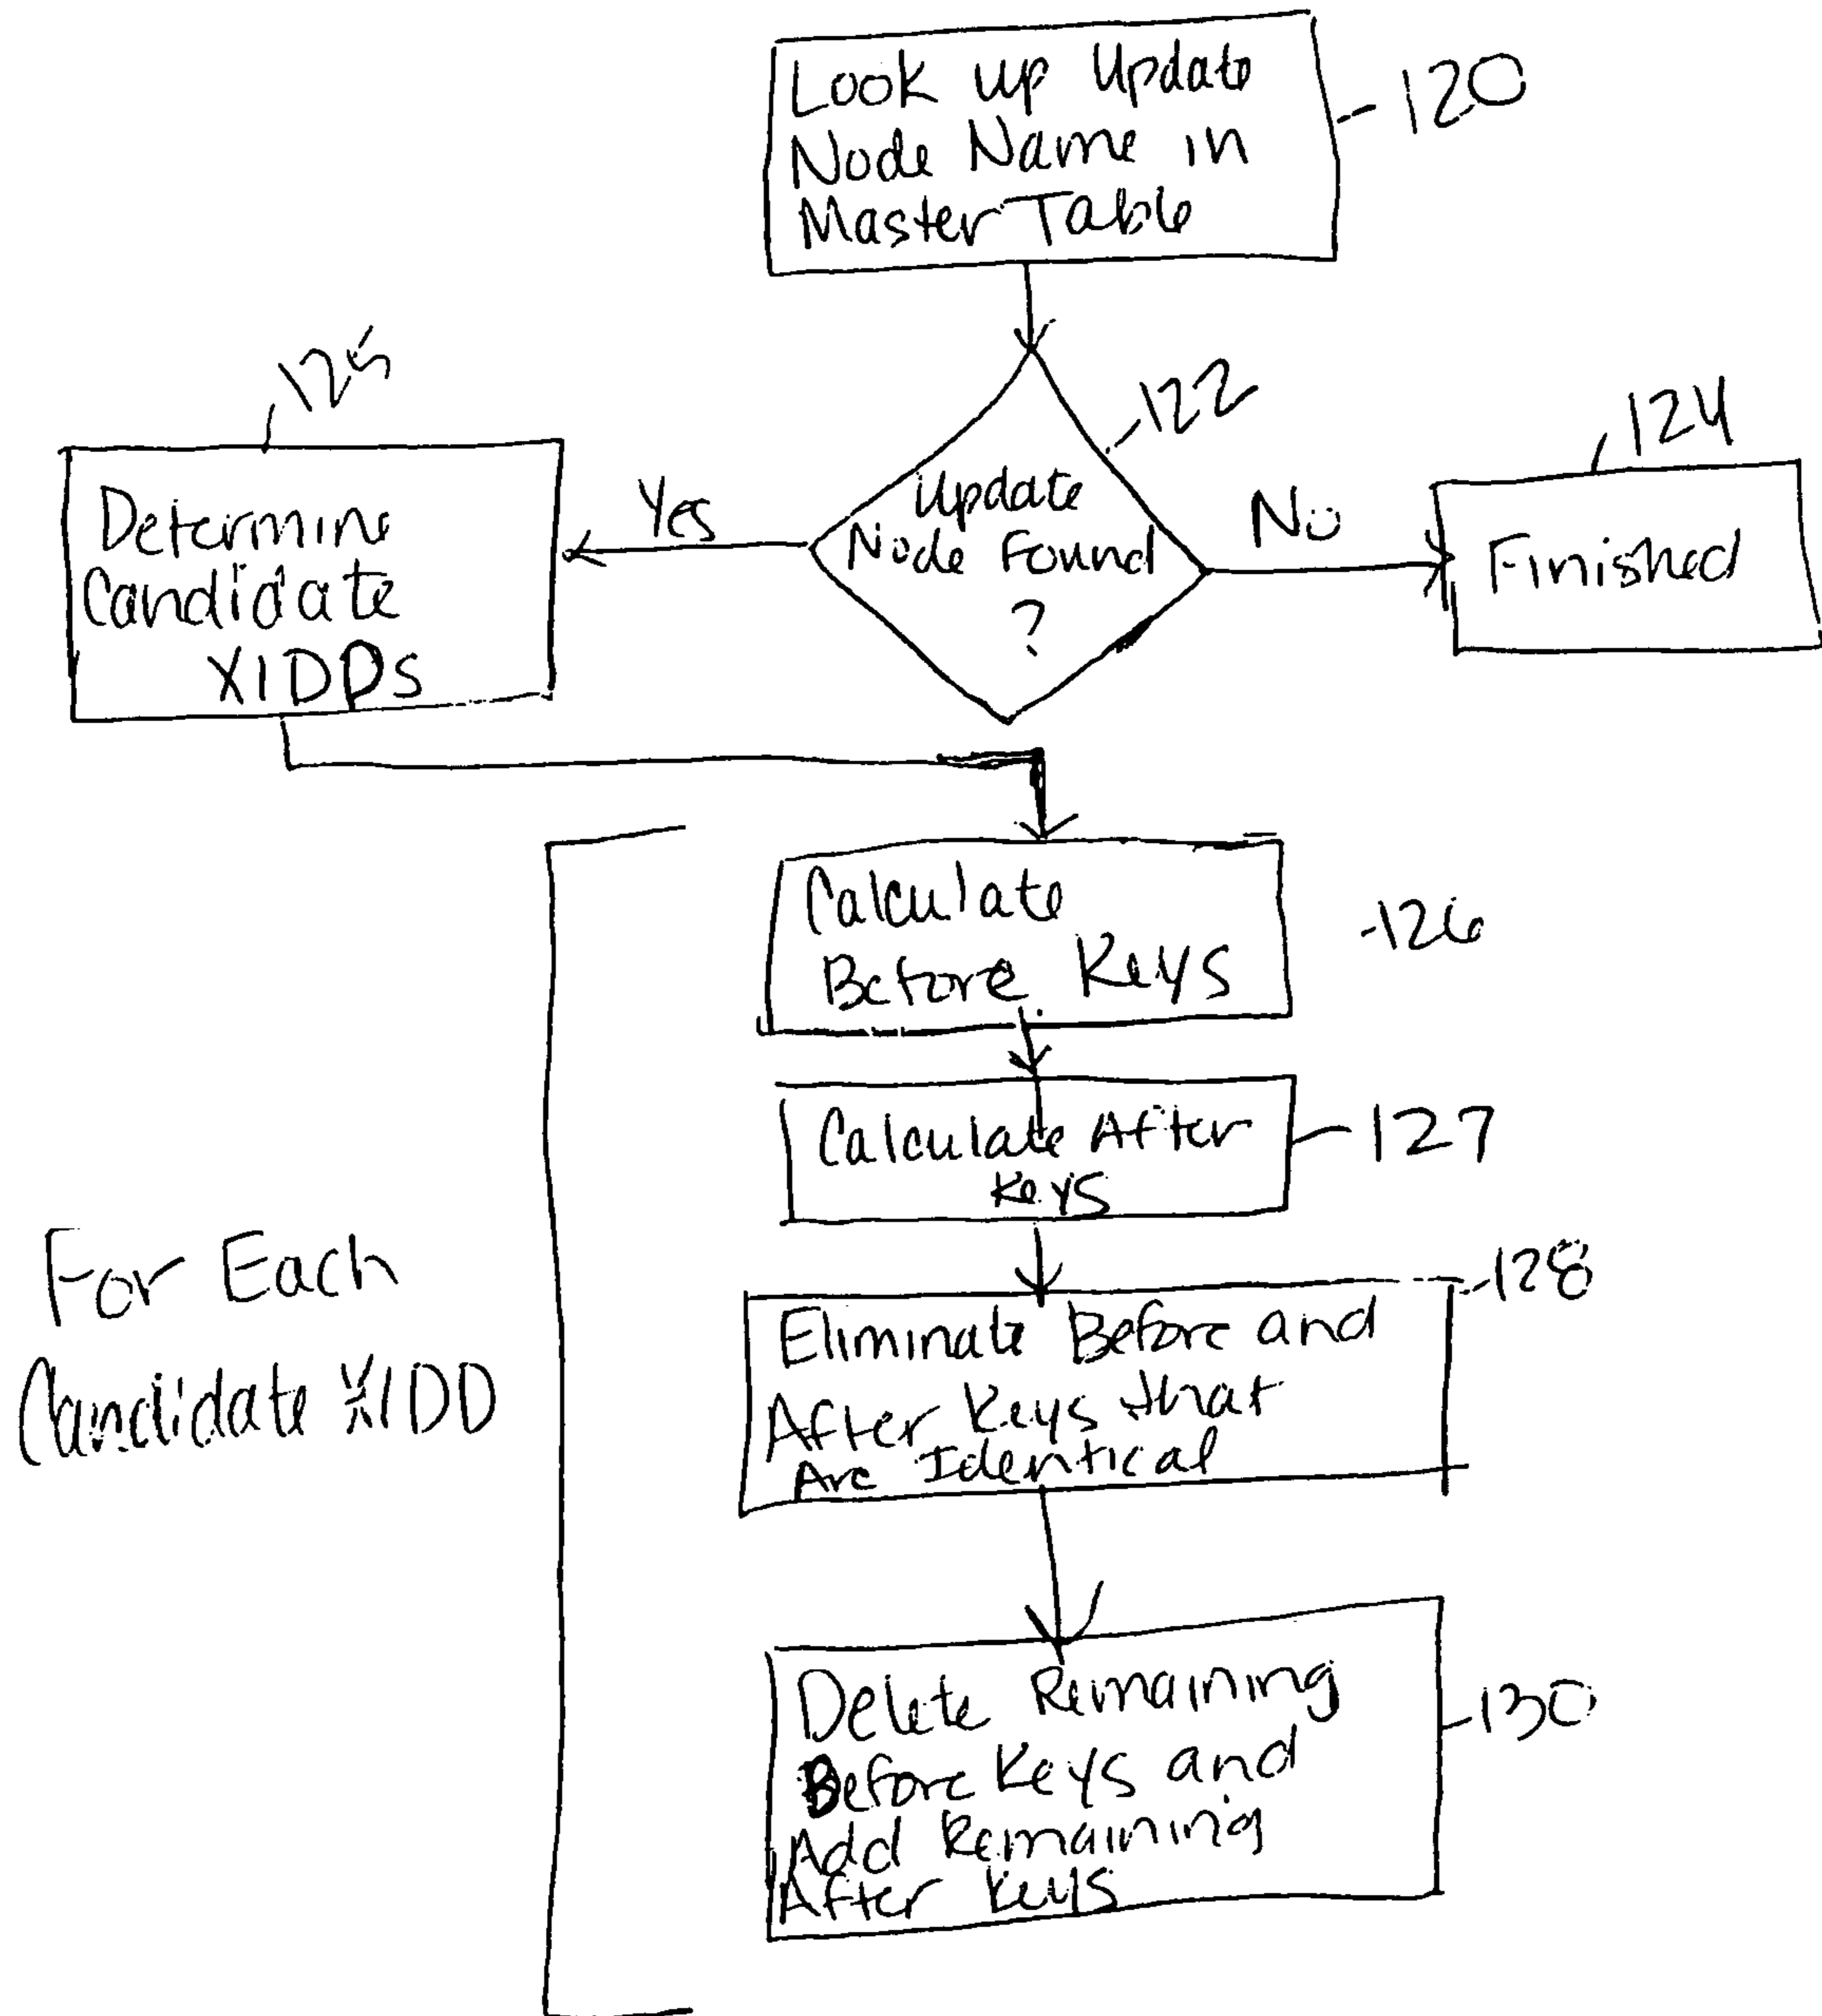 Look up Update
Node Name in
Master Table
-120
125
122
124
Determine
Candidate
XIDDs
Yes
Update
Node Found
?
No
Finished
Calculate
Before Keys
-126
Calculate After
Keys
-127
For Each
Candidate XIDD
Eliminate Before and
After Keys that
Are Identical
-128
Delete Remaining
Before Keys and
Add Remaining
After Keys
-130